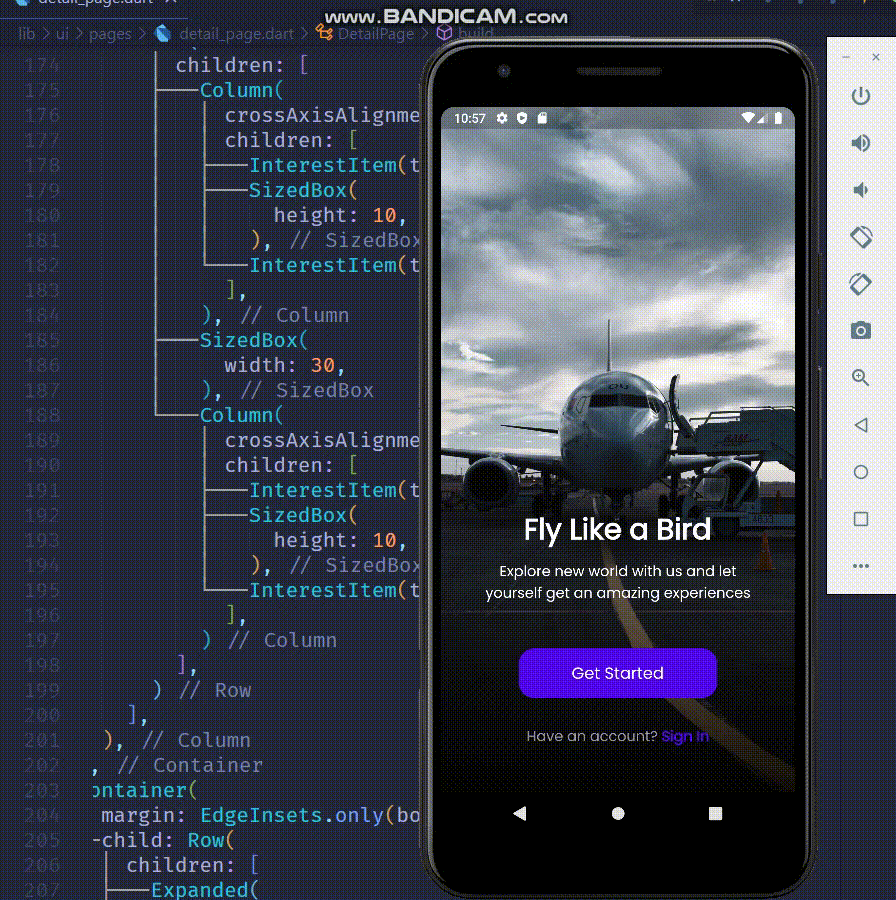 detail_page.dart
www.BANDICAM.com
lib > ui > pages > detail_page.dart > DetailPage > build
174 children: [
175 Column(
176 crossAxisAlignme
177 children: [
178 InterestItem(t
179 SizedBox(
180 height: 10,
181 ), // SizedBox
182 InterestItem(t
183 ],
184 ), // Column
185 SizedBox(
186 width: 30,
187 ), // SizedBox
188 Column(
189 crossAxisAlignme
190 children: [
191 InterestItem(t
192 SizedBox(
193 height: 10,
194 ), // SizedBox
195 InterestItem(t
196 ],
197 ) // Column
198 ],
199 ) // Row
200 ],
201 ), // Column
202 , // Container
203 ontainer(
204 margin: EdgeInsets.only(bo
205 child: Row(
206 children: [
207 Expanded(
10:57
Fly Like a Bird
Explore new world with us and let
yourself get an amazing experiences
Get Started
Have an account? Sign In